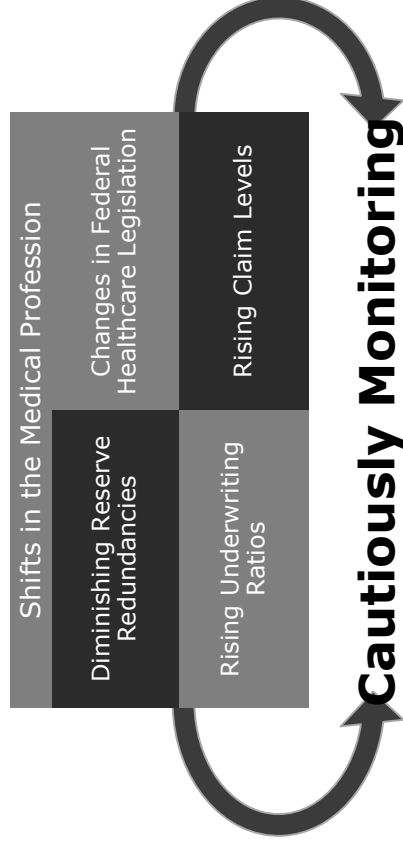 Shifts in the Medical Profession
Diminishing Reserve
Redundancies
Changes in Federal
Healthcare Legislation
Rising Underwriting
Ratios
Rising Claim Levels
Cautiously Monitoring